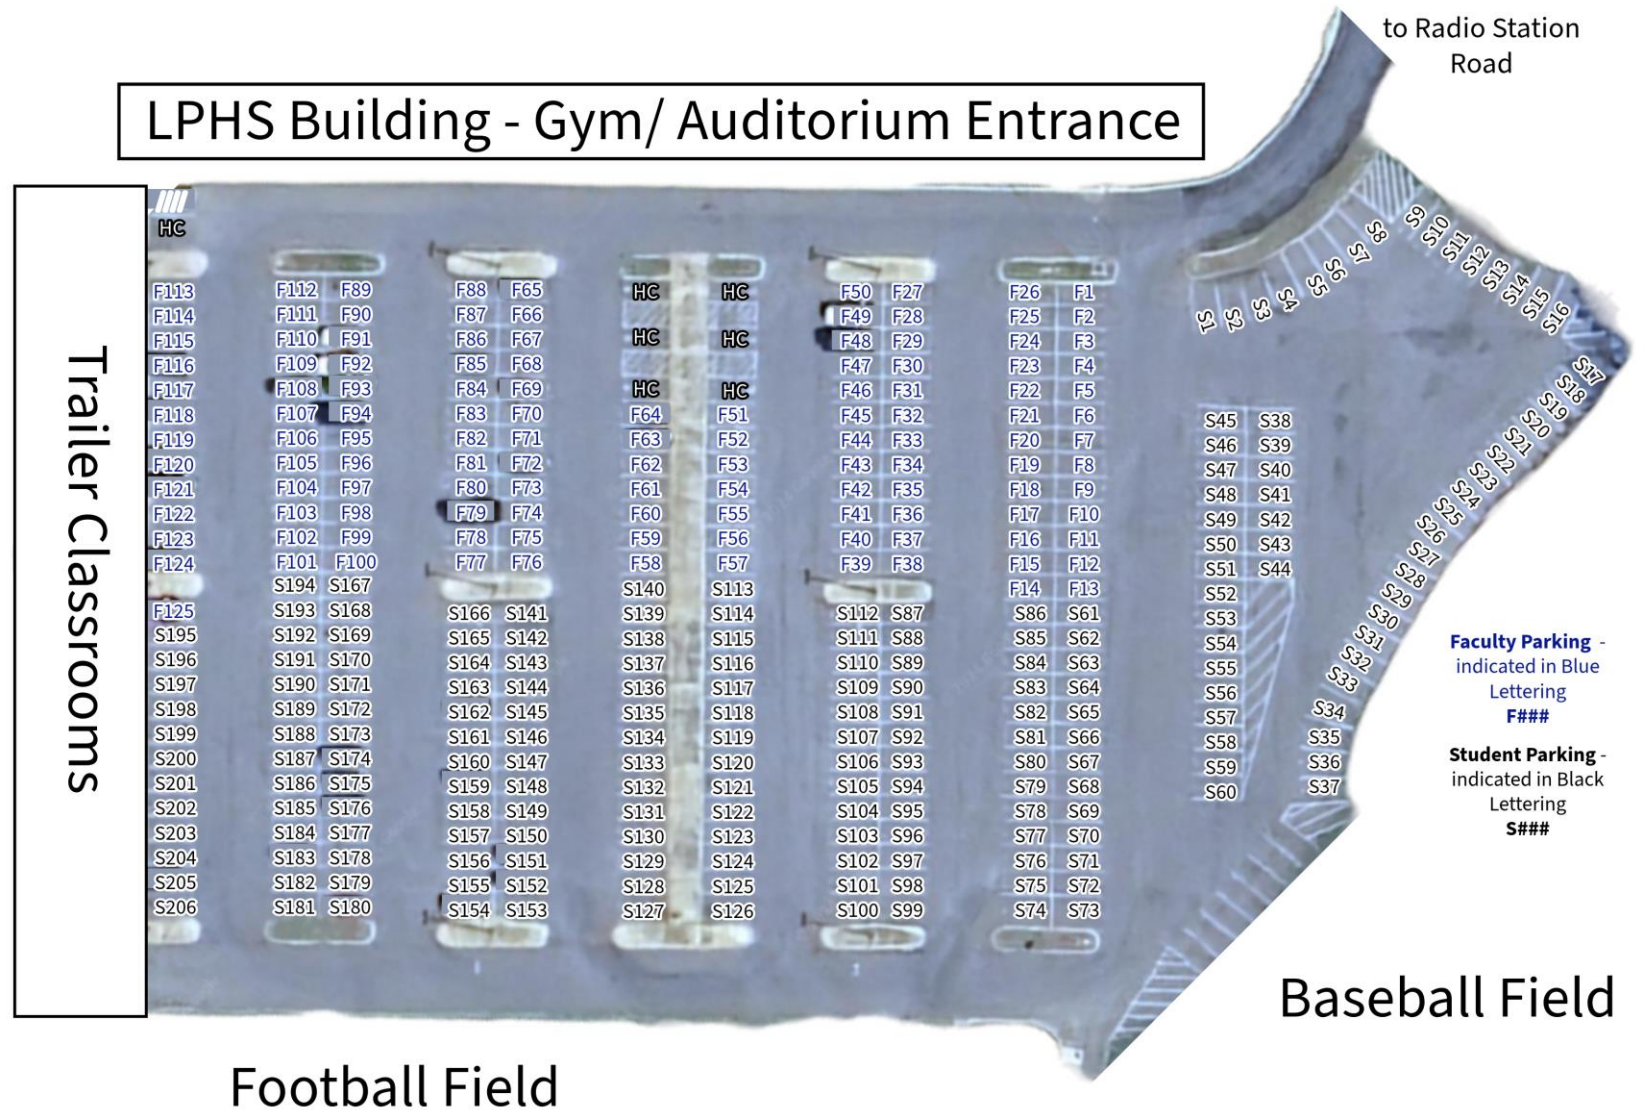 to Radio Station
Road
LPHS Building - Gym/ Auditorium Entrance
Trailer Classrooms
HC
F113
F114
F115
F116
F117
F118
F119
F120
F121
F122
F123
F124
F125
S195
S196
S197
S198
S199
S200
S201
S202
S203
S204
S205
S206
F112 F89
F111 F90
F110 F91
F109 F92
F108 F93
F107 F94
F106 F95
F105 F96
F104 F97
F103 F98
F102 F99
F101 F100
S194 S167
S193 S168
S192 S169
S191 S170
S190 S171
S189 S172
S188 S173
S187 S174
S186 S175
S185 S176
S184 S177
S183 S178
S182 S179
S181 S180
F88 F65
F87 F66
F86 F67
F85 F68
F84 F69
F83 F70
F82 F71
F81 F72
F80 F73
F79 F74
F78 F75
F77 F76
S166 S141
S165 S142
S164 S143
S163 S144
S162 S145
S161 S146
S160 S147
S159 S148
S158 S149
S157 S150
S156 S151
S155 S152
S154 S153
HC HC
HC HC
HC HC
F64 F51
F63 F52
F62 F53
F61 F54
F60 F55
F59 F56
F58 F57
S140 S113
S139 S114
S138 S115
S137 S116
S136 S117
S135 S118
S134 S119
S133 S120
S132 S121
S131 S122
S130 S123
S129 S124
S128 S125
S127 S126
F50 F27
F49 F28
F48 F29
F47 F30
F46 F31
F45 F32
F44 F33
F43 F34
F42 F35
F41 F36
F40 F37
F39 F38
S112 S87
S111 S88
S110 S89
S109 S90
S108 S91
S107 S92
S106 S93
S105 S94
S104 S95
S103 S96
S102 S97
S101 S98
S100 S99
F26 F1
F25 F2
F24 F3
F23 F4
F22 F5
F21 F6
F20 F7
F19 F8
F18 F9
F17 F10
F16 F11
F15 F12
F14 F13
S86 S61
S85 S62
S84 S63
S83 S64
S82 S65
S81 S66
S80 S67
S79 S68
S78 S69
S77 S70
S76 S71
S75 S72
S74 S73
S1
S2
S3
S4
S5
S6
S7
S8
S9
S10
S11
S12
S13
S14
S15
S16
S17
S18
S19
S20
S21
S22
S23
S24
S25
S26
S27
S28
S29
S30
S31
S32
S33
S34
S35
S36
S37
S45 S38
S46 S39
S47 S40
S48 S41
S49 S42
S50 S43
S51 S44
S52
S53
S54
S55
S56
S57
S58
S59
S60
Faculty Parking -
indicated in Blue
Lettering
F###
Student Parking -
indicated in Black
Lettering
S###
Baseball Field
Football Field